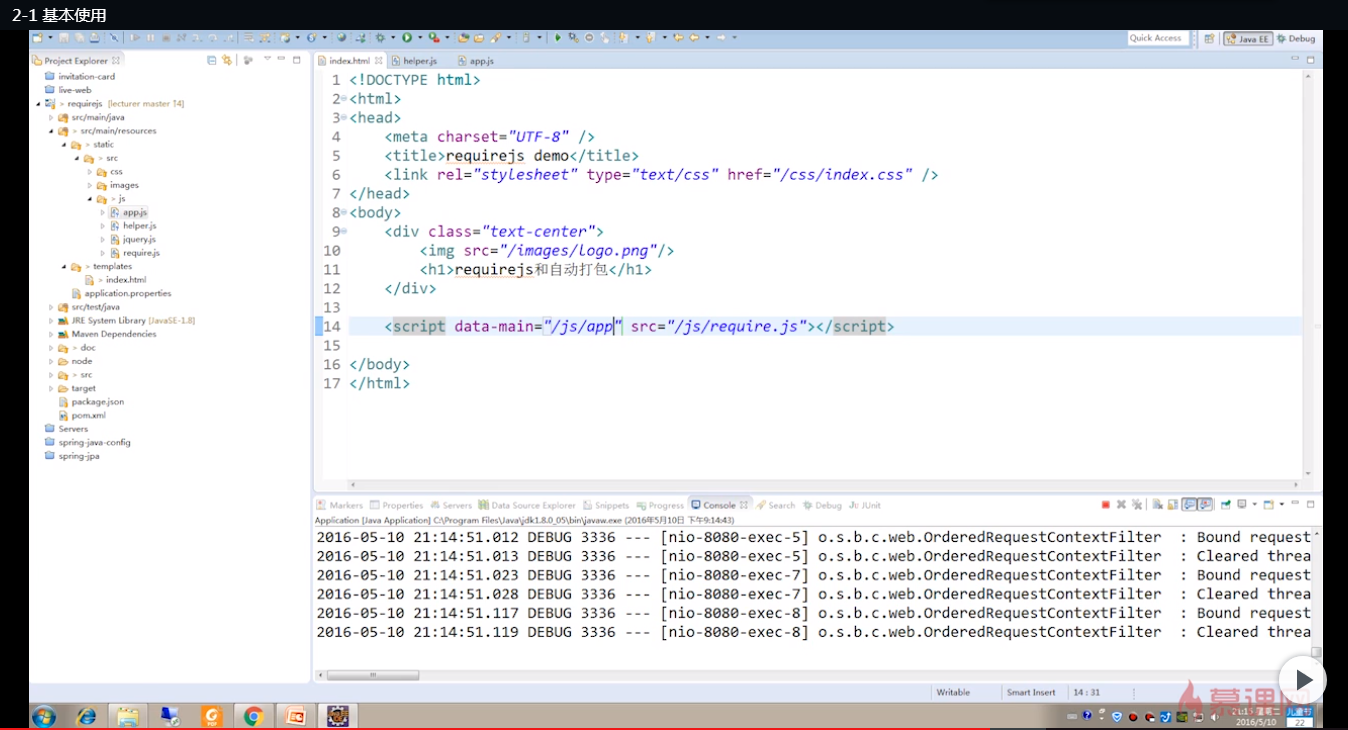 2-1 基本使用
Quick Access
Java EE
Debug
Project Explorer
invitation-card
live-web
> requirejs [lecturer master ↑4]
src/main/java
> src/main/resources
> static
> src
css
images
> js
app.js
helper.js
jquery.js
require.js
> templates
> index.html
application.properties
src/test/java
JRE System Library [JavaSE-1.8]
Maven Dependencies
> doc
node
> src
target
package.json
pom.xml
Servers
spring-java-config
spring-jpa
index.html
helper.js
app.js
1 <!DOCTYPE html>
2 <html>
3 <head>
4 <meta charset="UTF-8" />
5 <title>requirejs demo</title>
6 <link rel="stylesheet" type="text/css" href="/css/index.css" />
7 </head>
8 <body>
9 <div class="text-center">
10 <img src="/images/logo.png"/>
11 <h1>requirejs和自动打包</h1>
12 </div>
13
14 <script data-main="/js/app" src="/js/require.js"></script>
15
16 </body>
17 </html>
Markers Properties Servers Data Source Explorer Snippets Progress Console Search Debug JUnit
Application [Java Application] C:\Program Files\Java\jdk1.8.0_05\bin\javaw.exe (2016年5月10日 下午9:14:43)
2016-05-10 21:14:51.012 DEBUG 3336 --- [nio-8080-exec-5] o.s.b.c.web.OrderedRequestContextFilter : Bound request
2016-05-10 21:14:51.013 DEBUG 3336 --- [nio-8080-exec-5] o.s.b.c.web.OrderedRequestContextFilter : Cleared threa
2016-05-10 21:14:51.023 DEBUG 3336 --- [nio-8080-exec-7] o.s.b.c.web.OrderedRequestContextFilter : Bound request
2016-05-10 21:14:51.028 DEBUG 3336 --- [nio-8080-exec-7] o.s.b.c.web.OrderedRequestContextFilter : Cleared threa
2016-05-10 21:14:51.117 DEBUG 3336 --- [nio-8080-exec-8] o.s.b.c.web.OrderedRequestContextFilter : Bound request
2016-05-10 21:14:51.119 DEBUG 3336 --- [nio-8080-exec-8] o.s.b.c.web.OrderedRequestContextFilter : Cleared threa
Writable
Smart Insert
14 : 31
慕课网
21:15 星期二
2016/5/10
儿童节
22